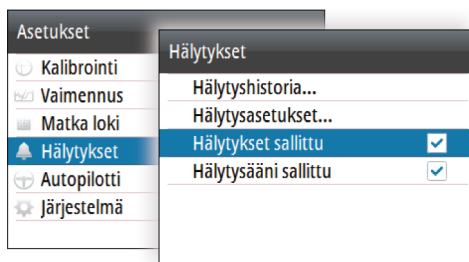 Asetukset
Kalibrointi
Vaimennus
Matka loki
Hälytykset
Autopilotti
Järjestelmä
Hälytykset
Hälytyshistoria...
Hälytysasetukset...
Hälytykset sallittu
Hälytysääni sallittu